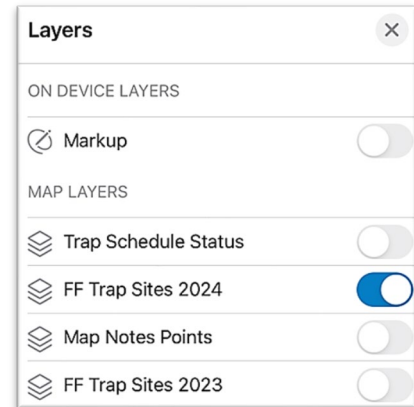 Layers
ON DEVICE LAYERS
Markup
MAP LAYERS
Trap Schedule Status
FF Trap Sites 2024
Map Notes Points
FF Trap Sites 2023